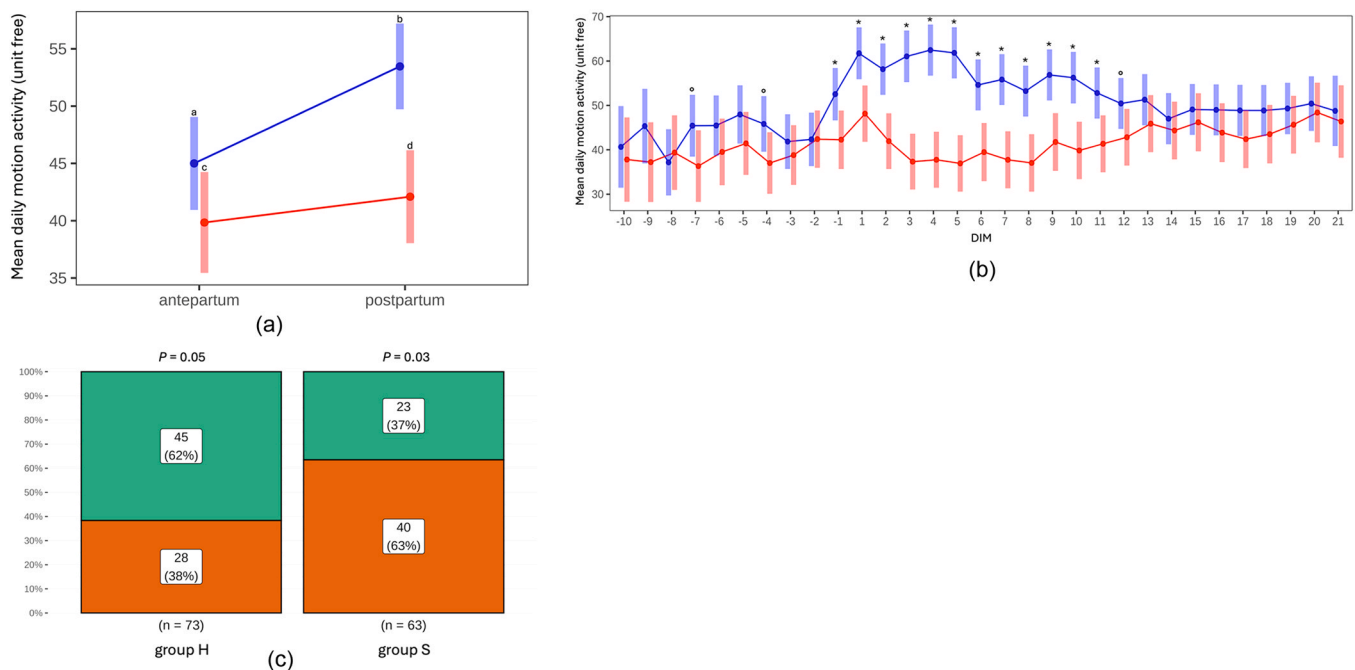 Mean daily motion activity (unit free)
55
50
45
40
35
a
b
c
d
antepartum postpartum
(a)
Mean daily motion activity (unit free)
70
60
50
40
30
° ° * * * * * * * * * * * * °
-10 -9 -8 -7 -6 -5 -4 -3 -2 -1 1 2 3 4 5 6 7 8 9 10 11 12 13 14 15 16 17 18 19 20 21
DIM
(b)
P = 0.05 P = 0.03
100%
90%
80%
70%
60%
50%
40%
30%
20%
10%
0%
45
(62%)
28
(38%)
23
(37%)
40
(63%)
(n = 73) (n = 63)
group H group S
(c)